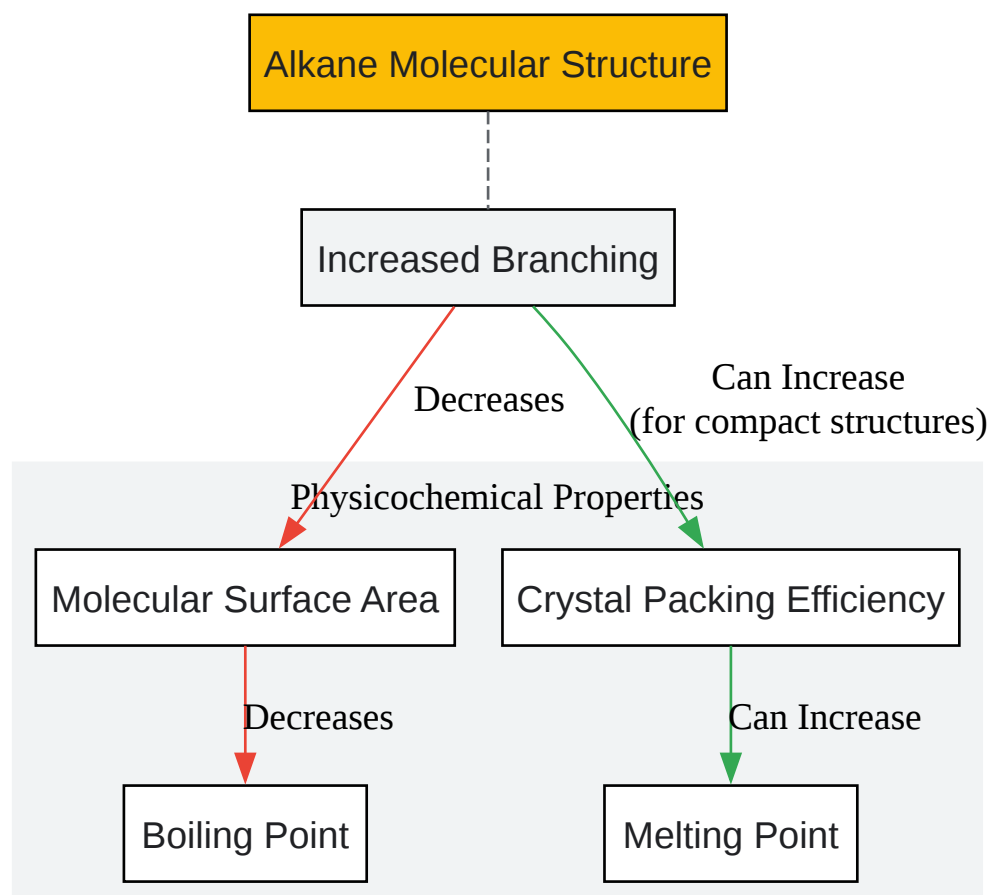 Alkane Molecular Structure
Increased Branching
Decreases
Can Increase
(for compact structures)
Physicochemical Properties
Molecular Surface Area
Crystal Packing Efficiency
Decreases
Can Increase
Boiling Point
Melting Point